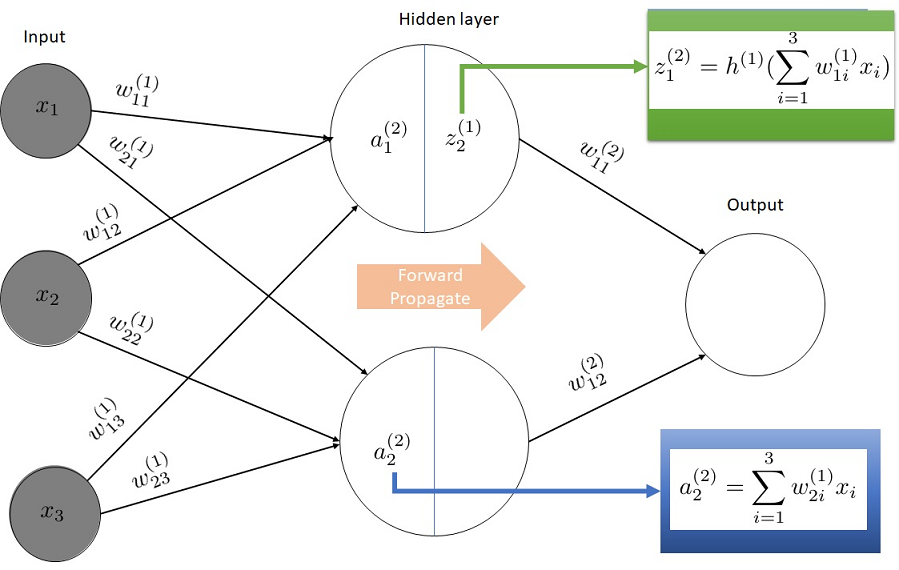 Hidden layer
Input
x_1
w_{11}^{(1)}
w_{21}^{(1)}
a_1^{(2)}
z_2^{(1)}
z_1^{(2)} = h^{(1)}(\sum_{i=1}^{3} w_{1i}^{(1)} x_i)
w_{11}^{(2)}
w_{12}^{(1)}
Output
x_2
Forward
Propagate
w_{22}^{(1)}
w_{12}^{(2)}
w_{13}^{(1)}
a_2^{(2)}
w_{23}^{(1)}
x_3
a_2^{(2)} = \sum_{i=1}^{3} w_{2i}^{(1)} x_i